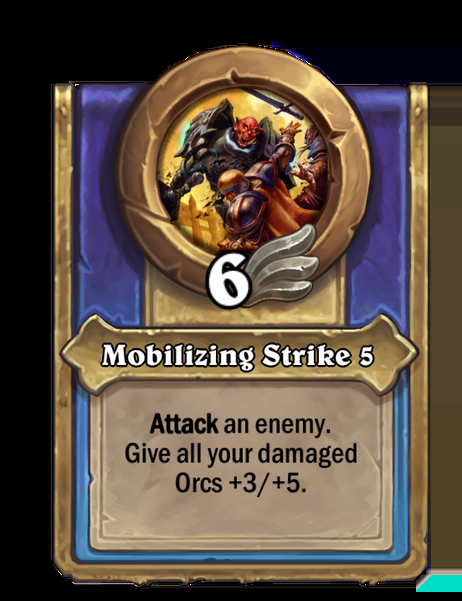 6
Mobilizing Strike 5
Attack an enemy.
Give all your damaged
Orcs +3/+5.